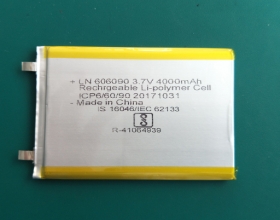 + LN 606090 3.7V 4000mAh
Rechrgeable Li-polymer Cell
ICP6/60/90 20171031
- Made in China
IS 16046/IEC 62133
R-41064939